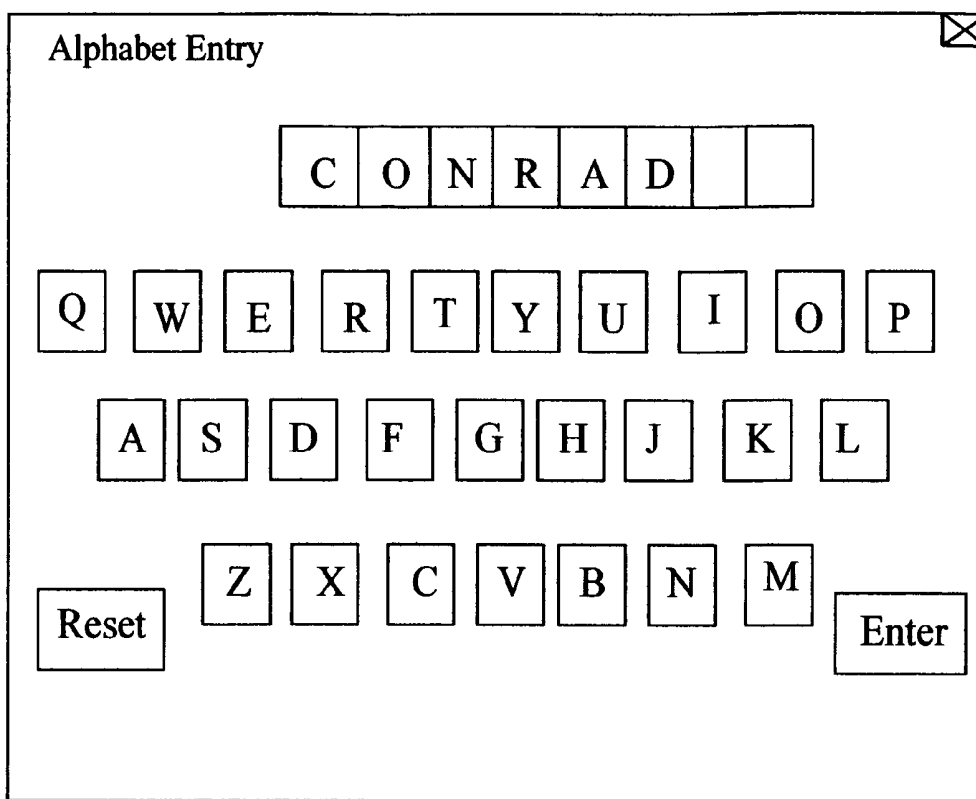 Alphabet Entry
C O N R A D
Q W E R T Y U I O P
A S D F G H J K L
Z X C V B N M
Reset Enter